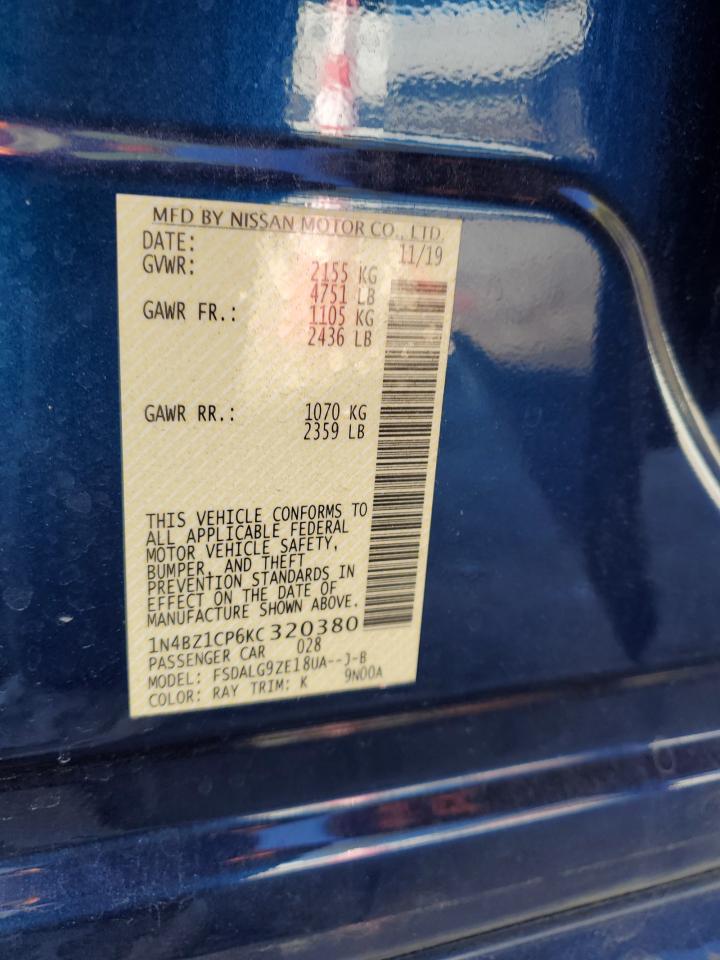 MFD BY NISSAN MOTOR CO., LTD.
DATE: 11/19
GVWR: 2155 KG
4751 LB
GAWR FR.: 1105 KG
2436 LB
GAWR RR.: 1070 KG
2359 LB
THIS VEHICLE CONFORMS TO
ALL APPLICABLE FEDERAL
MOTOR VEHICLE SAFETY,
BUMPER, AND THEFT
PREVENTION STANDARDS IN
EFFECT ON THE DATE OF
MANUFACTURE SHOWN ABOVE.
1N4BZ1CP6KC320380
PASSENGER CAR 028
MODEL: FSDALG9ZE18UA--J-B
COLOR: RAY TRIM: K 9N00A